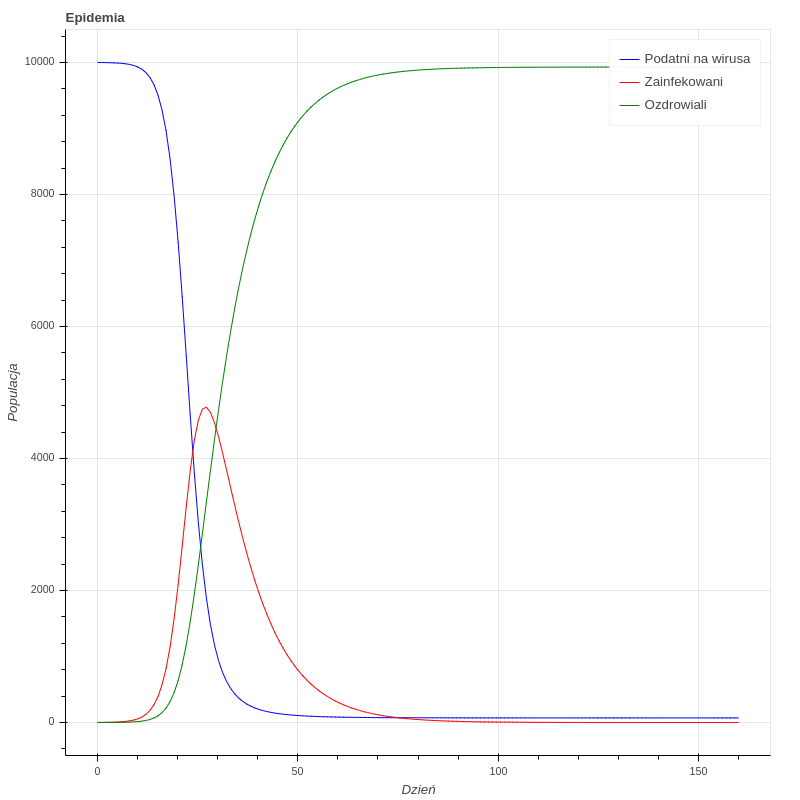 Epidemia
Podatni na wirusa
Zainfekowani
Ozdrowiali
10000
8000
6000
4000
2000
0
Populacja
0
50
100
150
Dzień